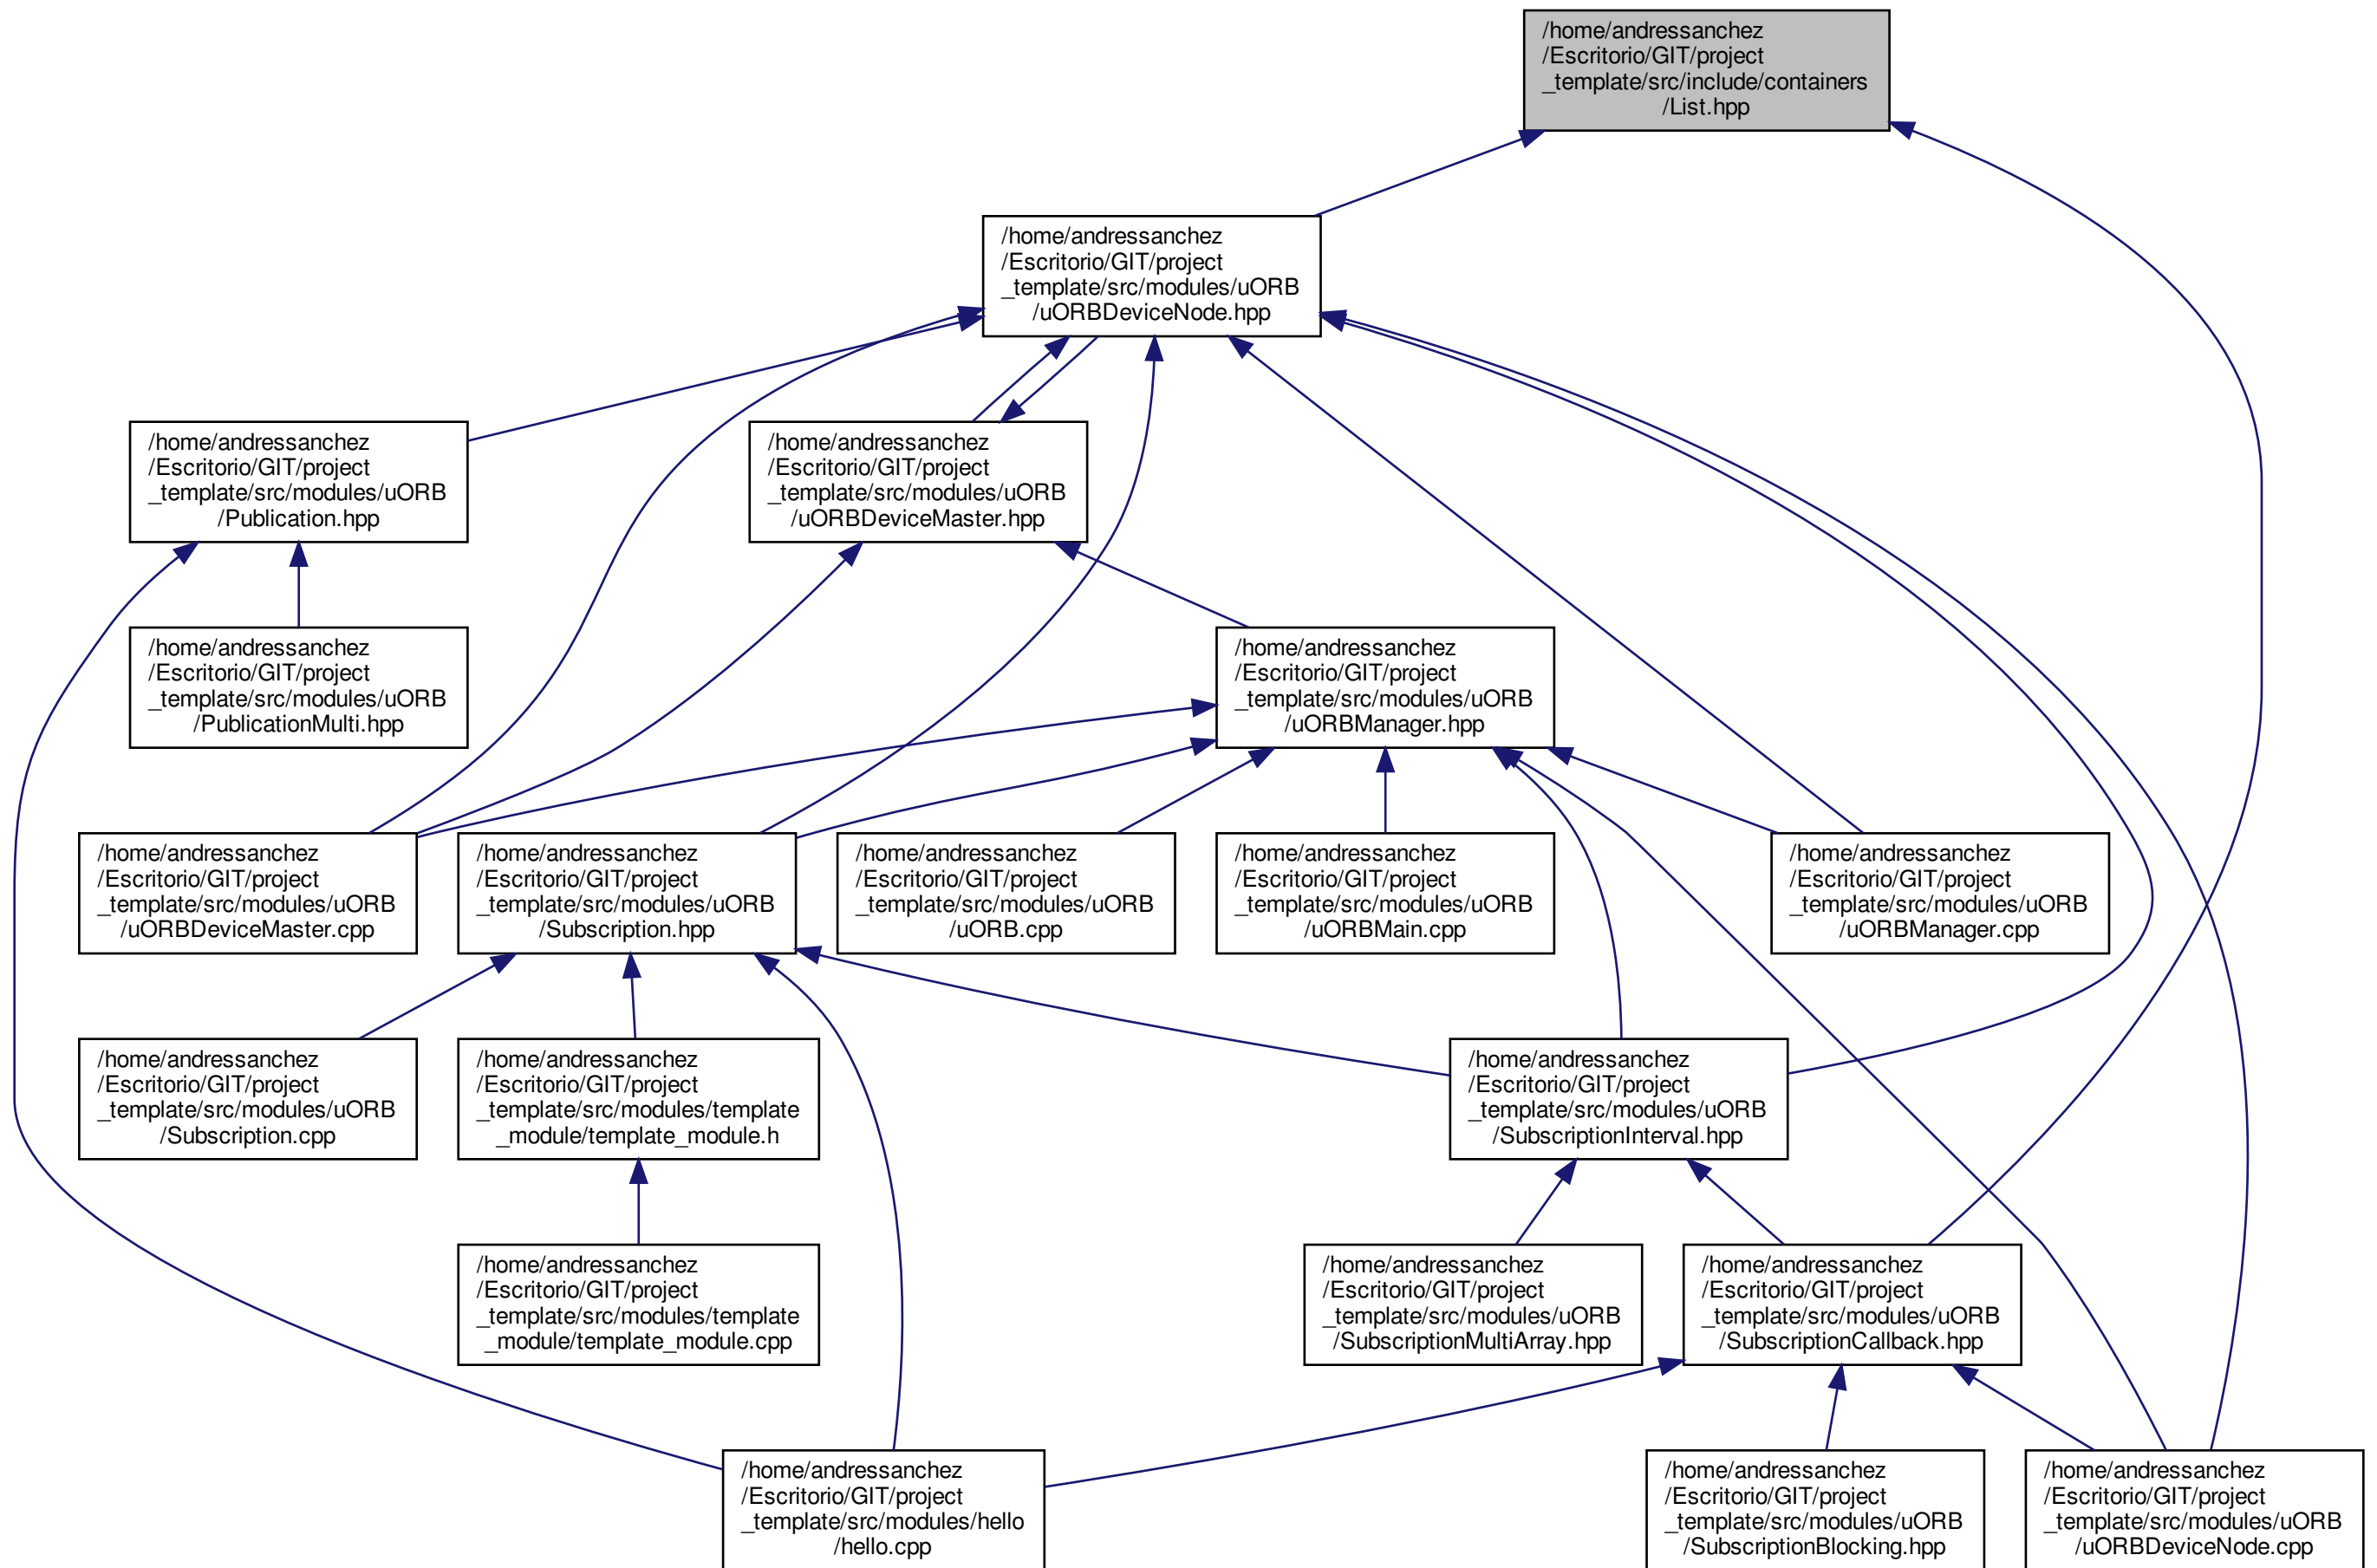 /home/andressanchez
/Escritorio/GIT/project
_template/src/include/containers
/List.hpp
/home/andressanchez
/Escritorio/GIT/project
_template/src/modules/uORB
/uORBDeviceNode.hpp
/home/andressanchez
/Escritorio/GIT/project
_template/src/modules/uORB
/Publication.hpp
/home/andressanchez
/Escritorio/GIT/project
_template/src/modules/uORB
/uORBDeviceMaster.hpp
/home/andressanchez
/Escritorio/GIT/project
_template/src/modules/uORB
/PublicationMulti.hpp
/home/andressanchez
/Escritorio/GIT/project
_template/src/modules/uORB
/uORBManager.hpp
/home/andressanchez
/Escritorio/GIT/project
_template/src/modules/uORB
/uORBDeviceMaster.cpp
/home/andressanchez
/Escritorio/GIT/project
_template/src/modules/uORB
/Subscription.hpp
/home/andressanchez
/Escritorio/GIT/project
_template/src/modules/uORB
/uORB.cpp
/home/andressanchez
/Escritorio/GIT/project
_template/src/modules/uORB
/uORBMain.cpp
/home/andressanchez
/Escritorio/GIT/project
_template/src/modules/uORB
/uORBManager.cpp
/home/andressanchez
/Escritorio/GIT/project
_template/src/modules/uORB
/Subscription.cpp
/home/andressanchez
/Escritorio/GIT/project
_template/src/modules/template
_module/template_module.h
/home/andressanchez
/Escritorio/GIT/project
_template/src/modules/uORB
/SubscriptionInterval.hpp
/home/andressanchez
/Escritorio/GIT/project
_template/src/modules/template
_module/template_module.cpp
/home/andressanchez
/Escritorio/GIT/project
_template/src/modules/uORB
/SubscriptionMultiArray.hpp
/home/andressanchez
/Escritorio/GIT/project
_template/src/modules/uORB
/SubscriptionCallback.hpp
/home/andressanchez
/Escritorio/GIT/project
_template/src/modules/hello
/hello.cpp
/home/andressanchez
/Escritorio/GIT/project
_template/src/modules/uORB
/SubscriptionBlocking.hpp
/home/andressanchez
/Escritorio/GIT/project
_template/src/modules/uORB
/uORBDeviceNode.cpp